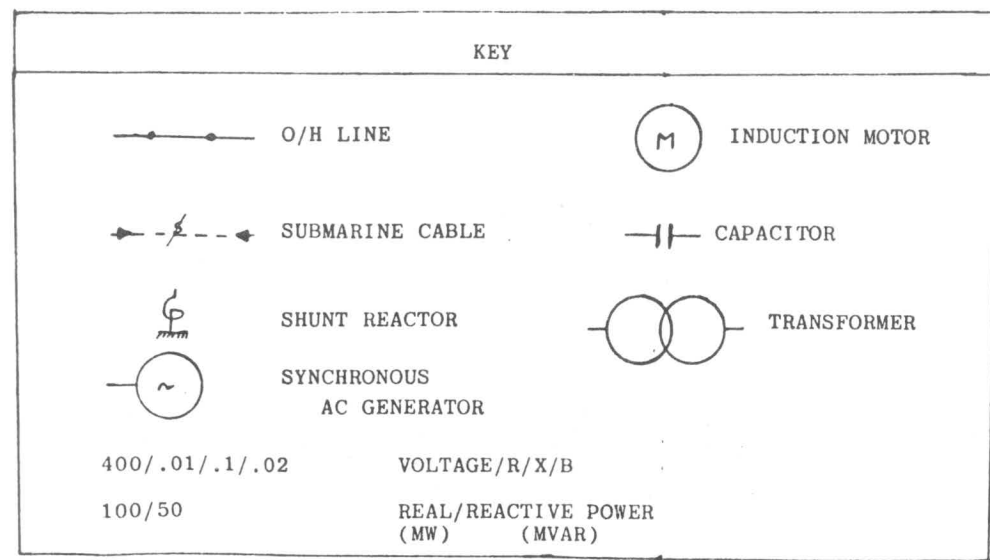 KEY
O/H LINE
M INDUCTION MOTOR
SUBMARINE CABLE
CAPACITOR
SHUNT REACTOR
TRANSFORMER
~ SYNCHRONOUS
AC GENERATOR
400/.01/.1/.02 VOLTAGE/R/X/B
100/50 REAL/REACTIVE POWER
(MW) (MVAR)